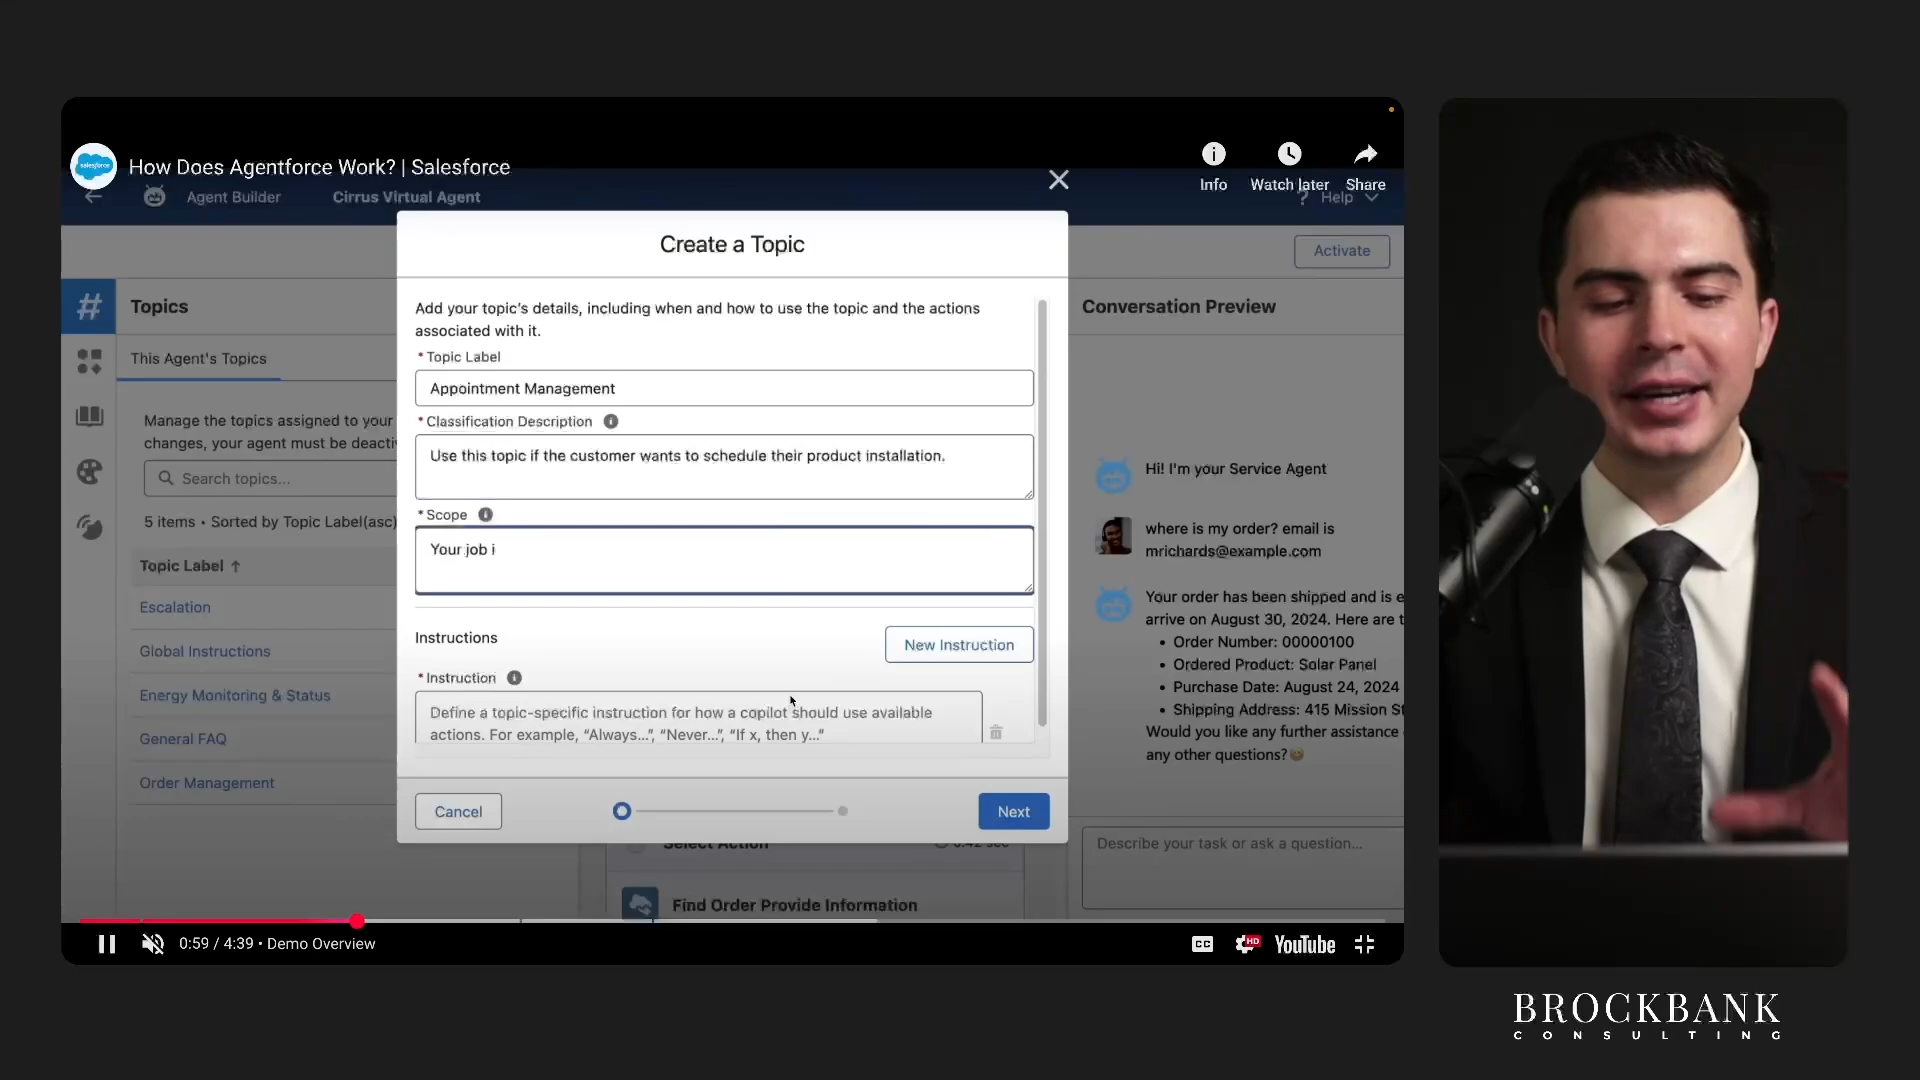 How Does Agentforce Work? | Salesforce
Info
Watch later
Share
Agent Builder
Cirrus Virtual Agent
? Help
Activate
Topics
This Agent's Topics
Manage the topics assigned to your
changes, your agent must be
Search topics...
5 items • Sorted by Topic Label(asc)
Topic Label ↑
Escalation
Global Instructions
Energy Monitoring & Status
General FAQ
Order Management
Create a Topic
Add your topic's details, including when and how to use the topic and the actions
associated with it.
* Topic Label
Appointment Management
* Classification Description
Use this topic if the customer wants to schedule their product installation.
* Scope
Your job i
Instructions
New Instruction
* Instruction
Define a topic-specific instruction for how a copilot should use available
actions. For example, “Always...”, “Never...”, “If x, then y...”
Cancel
Next
Select Action
Find Order Provide Information
Conversation Preview
Hi! I'm your Service Agent
where is my order? email is
mrichards@example.com
Your order has been shipped and is e
arrive on August 30, 2024. Here are t
• Order Number: 00000100
• Ordered Product: Solar Panel
• Purchase Date: August 24, 2024
• Shipping Address: 415 Mission St
Would you like any further assistance
any other questions?
Describe your task or ask a question...
0:59 / 4:39 • Demo Overview
CC
HD
YouTube
BROCKBANK
CONSULTING